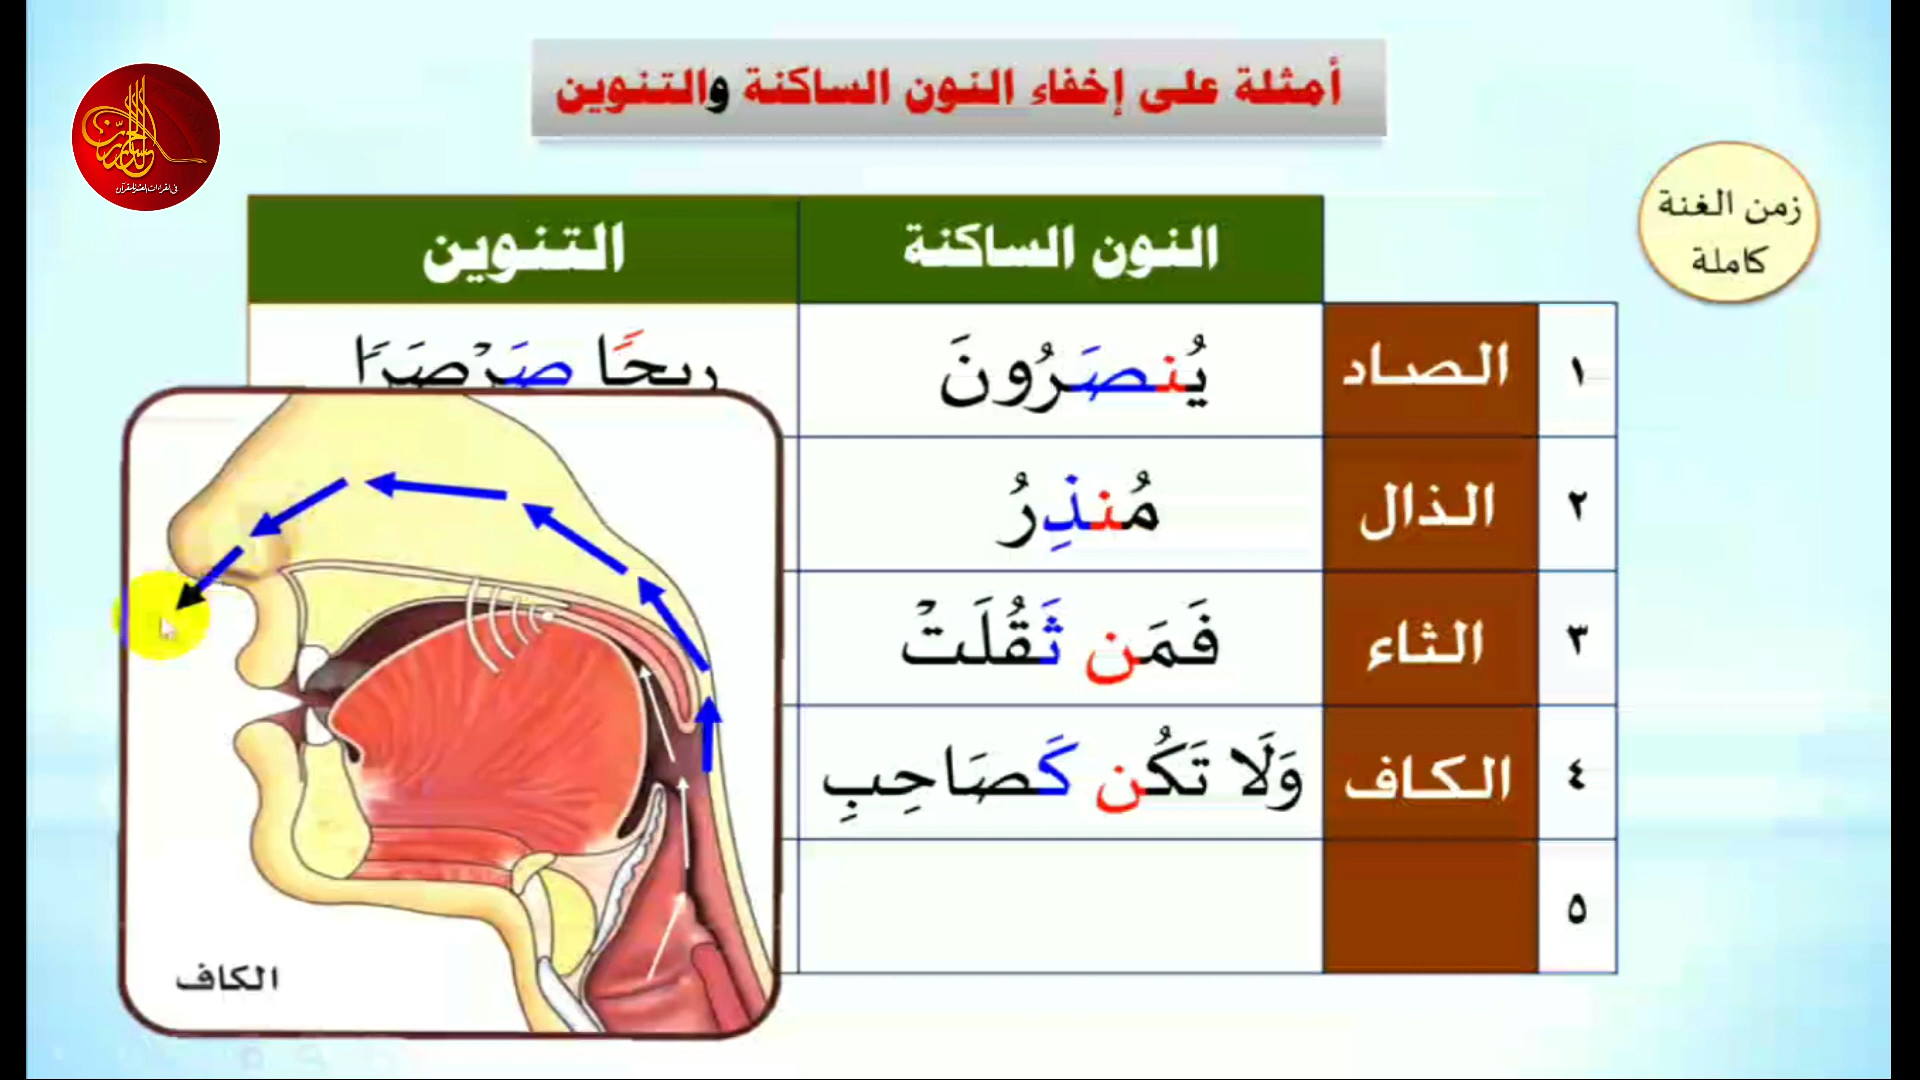 أمثلة على إخفاء النون الساكنة والتنوين
زمن الغنة
كاملة
النون الساكنة
التنوين
١
الصاد
يُنصَرُونَ
رِيحًا صَرْصَرًا
٢
الذال
مُنذِرُ
٣
الثاء
فَمَن ثَقُلَتْ
٤
الكاف
وَلَا تَكُن كَصَاحِبِ
٥
الكاف